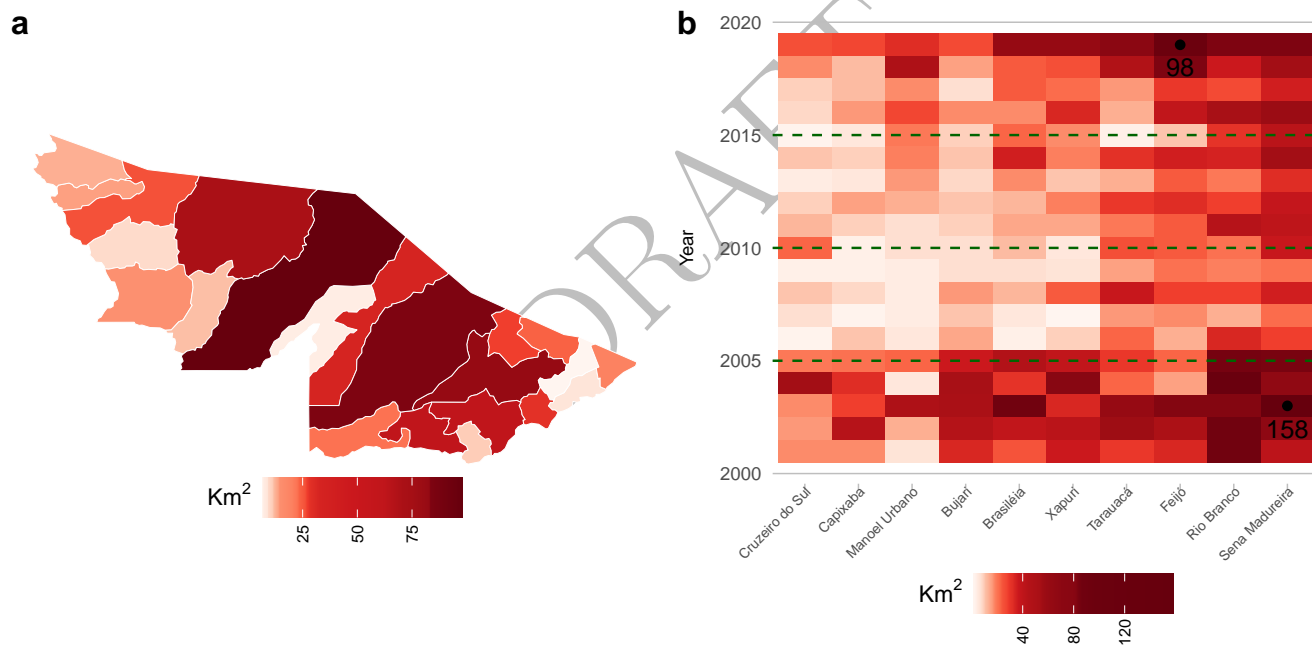 a
b
DRAFT
Km2
25
50
75
2020
2015
2010
2005
2000
Year
98
158
Cruzeiro do Sul
Capixaba
Manoel Urbano
Bujari
Brasiléia
Xapuri
Tarauacá
Feijó
Rio Branco
Sena Madureira
Km2
40
80
120